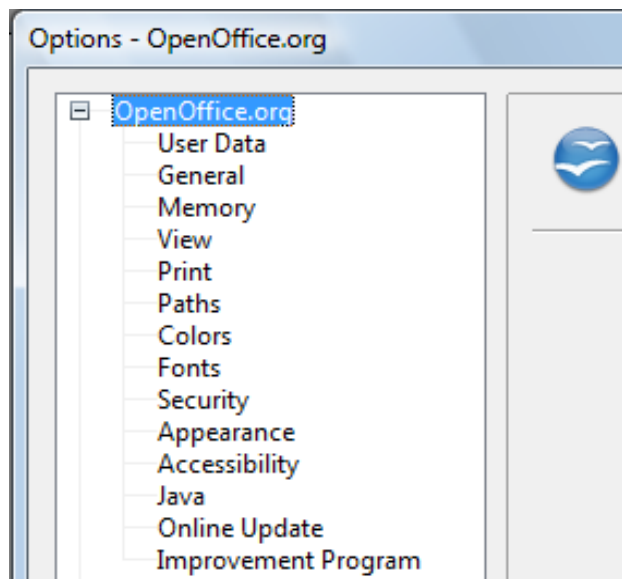 Options - OpenOffice.org
OpenOffice.org
User Data
General
Memory
View
Print
Paths
Colors
Fonts
Security
Appearance
Accessibility
Java
Online Update
Improvement Program